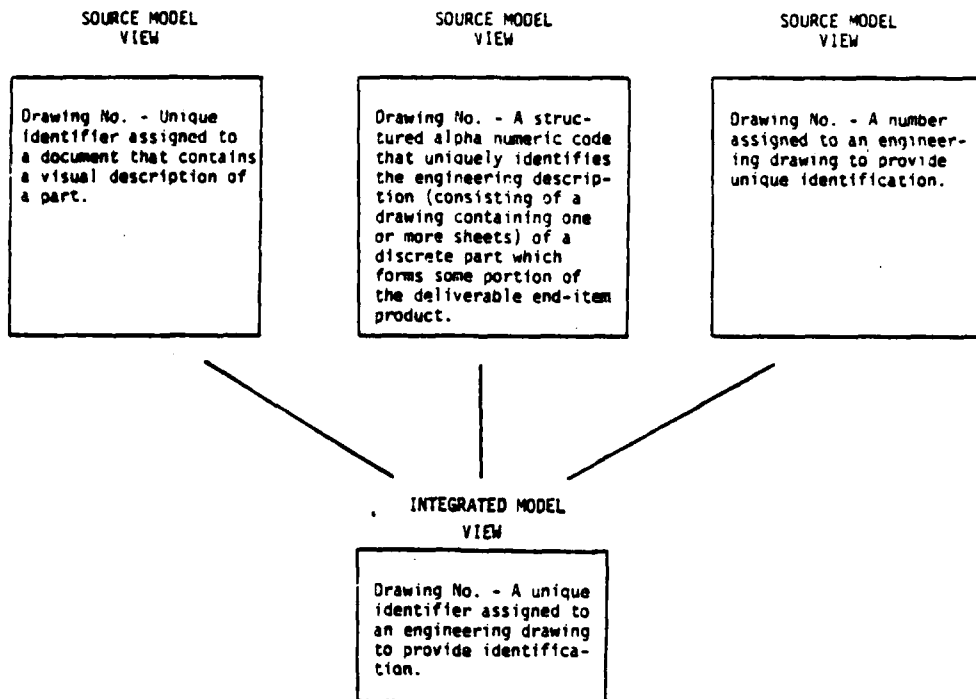 SOURCE MODEL
VIEW
Drawing No. - Unique
identifier assigned to
a document that contains
a visual description of
a part.
SOURCE MODEL
VIEW
Drawing No. - A struc-
tured alpha numeric code
that uniquely identifies
the engineering descrip-
tion (consisting of a
drawing containing one
or more sheets) of a
discrete part which
forms some portion of
the deliverable end-item
product.
SOURCE MODEL
VIEW
Drawing No. - A number
assigned to an engineer-
ing drawing to provide
unique identification.
INTEGRATED MODEL
VIEW
Drawing No. - A unique
identifier assigned to
an engineering drawing
to provide identifica-
tion.